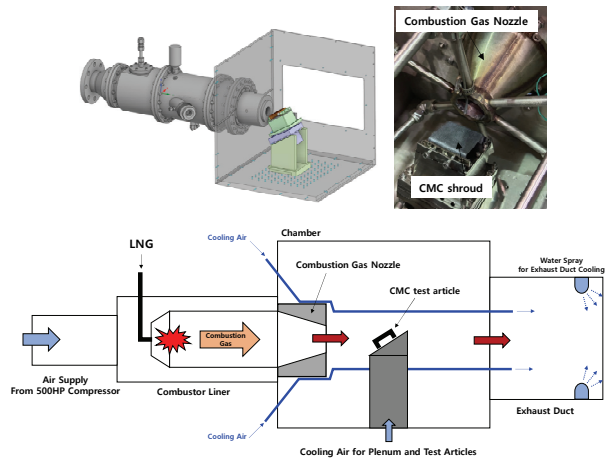 Combustion Gas Nozzle
CMC shroud
Chamber
Cooling Air
LNG
Combustion Gas Nozzle
Water Spray
for Exhaust Duct Cooling
CMC test article
Combustion
Gas
Air Supply
From 500HP Compressor
Combustor Liner
Exhaust Duct
Cooling Air
Cooling Air for Plenum and Test Articles